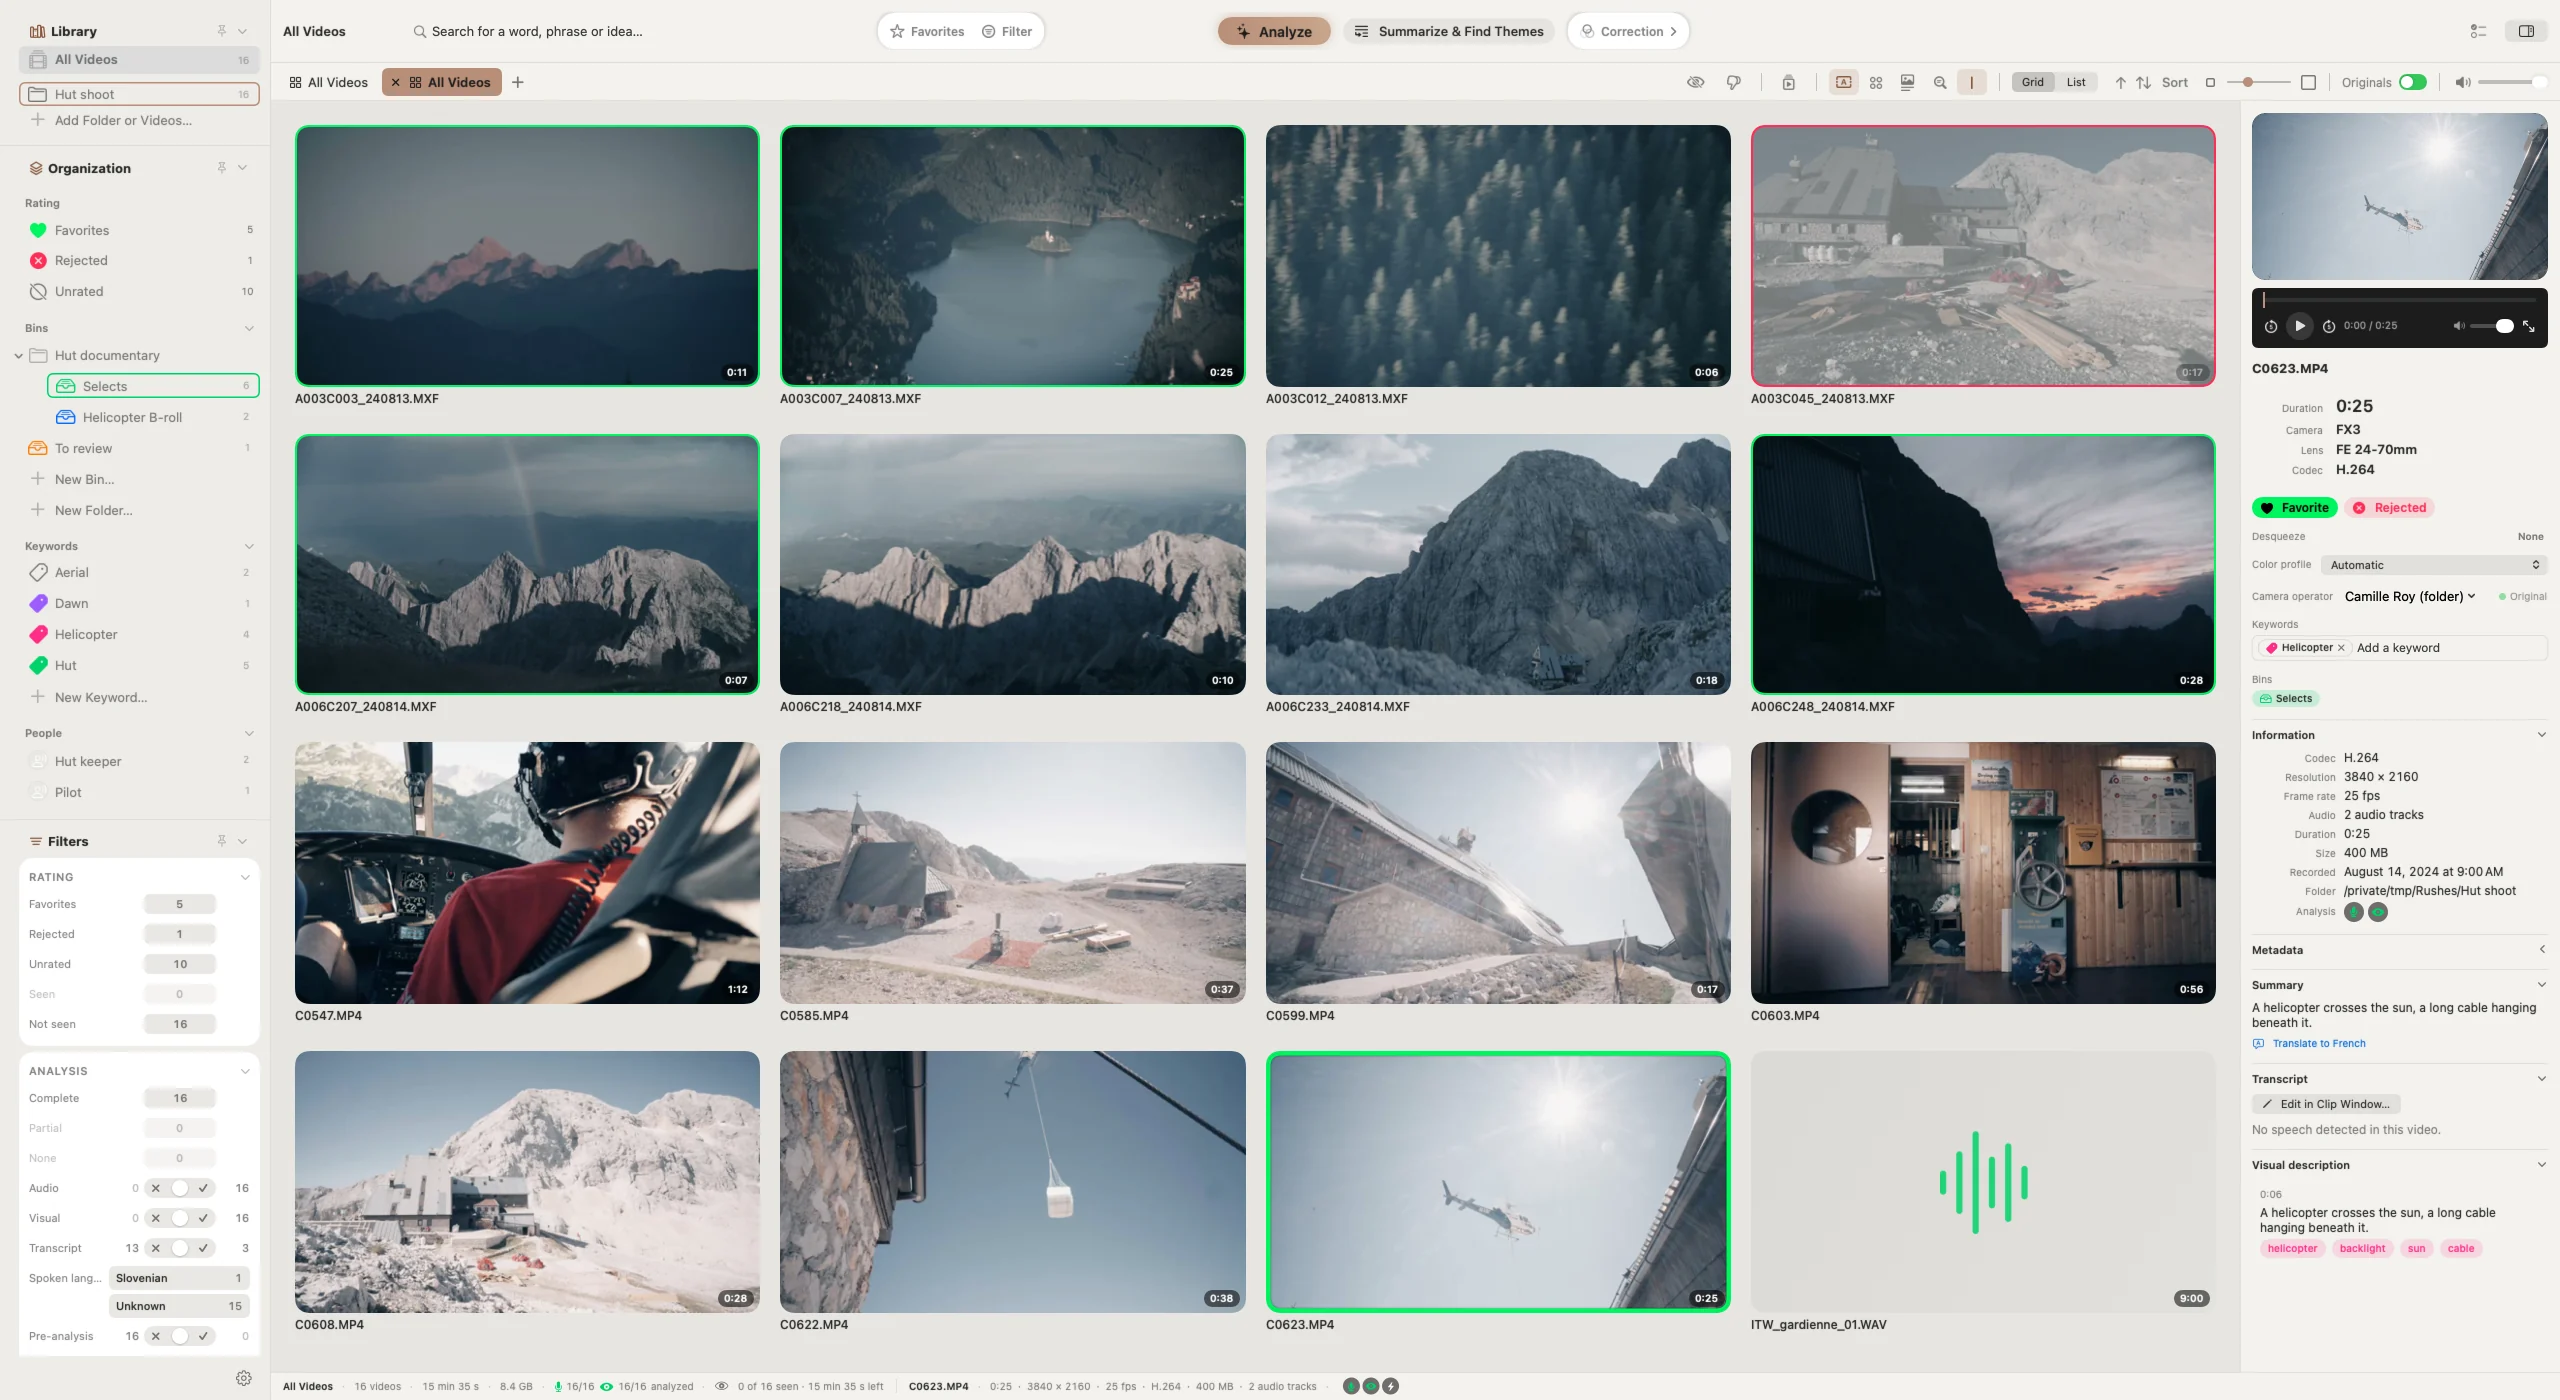 Library
All Videos 16
Hut shoot 16
Add Folder or Videos...
Organization
Rating
Favorites 5
Rejected 1
Unrated 10
Bins
Hut documentary
Selects 6
Helicopter B-roll 2
To review 1
New Bin...
New Folder...
Keywords
Aerial 2
Dawn 1
Helicopter 4
Hut 5
New Keyword...
People
Hut keeper 2
Pilot 1
Filters
RATING
Favorites 5
Rejected 1
Unrated 10
Seen 0
Not seen 16
ANALYSIS
Complete 16
Partial 0
None 0
Audio 0 16
Visual 0 16
Transcript 13 3
Spoken lang... Slovenian 1
Unknown 15
Pre-analysis 16 0
All Videos
Search for a word, phrase or idea...
Favorites Filter
Analyze
Summarize & Find Themes
Correction
All Videos
All Videos
Grid List
Sort
Originals
0:11
A003C003_240813.MXF
0:25
A003C007_240813.MXF
0:06
A003C012_240813.MXF
0:17
A003C045_240813.MXF
0:07
A006C207_240814.MXF
0:10
A006C218_240814.MXF
0:18
A006C233_240814.MXF
0:28
A006C248_240814.MXF
1:12
C0547.MP4
0:37
C0585.MP4
0:17
C0599.MP4
0:56
C0603.MP4
0:28
C0608.MP4
0:38
C0622.MP4
0:25
C0623.MP4
9:00
ITW_gardienne_01.WAV
0:00 / 0:25
C0623.MP4
Duration 0:25
Camera FX3
Lens FE 24-70mm
Codec H.264
Favorite Rejected
Desqueeze None
Color profile Automatic
Camera operator Camille Roy (folder) Original
Keywords
Helicopter Add a keyword
Bins
Selects
Information
Codec H.264
Resolution 3840 × 2160
Frame rate 25 fps
Audio 2 audio tracks
Duration 0:25
Size 400 MB
Recorded August 14, 2024 at 9:00 AM
Folder /private/tmp/Rushes/Hut shoot
Analysis
Metadata
Summary
A helicopter crosses the sun, a long cable hanging
beneath it.
Translate to French
Transcript
Edit in Clip Window...
No speech detected in this video.
Visual description
0:06
A helicopter crosses the sun, a long cable
hanging beneath it.
helicopter backlight sun cable
All Videos · 16 videos · 15 min 35 s · 8.4 GB · 16/16 16/16 analyzed · 0 of 16 seen · 15 min 35 s left
C0623.MP4 · 0:25 · 3840 × 2160 · 25 fps · H.264 · 400 MB · 2 audio tracks ·